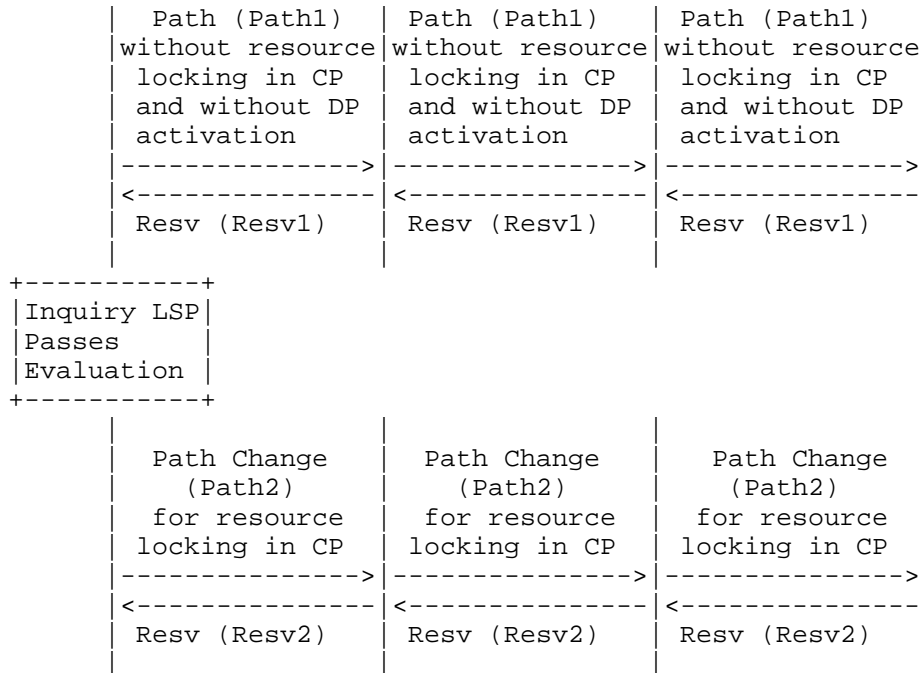 | Path (Path1) | Path (Path1) | Path (Path1)
|without resource|without resource|without resource
| locking in CP | locking in CP | locking in CP
| and without DP | and without DP | and without DP
| activation | activation | activation
|--------------->|--------------->|--------------->
|<---------------|<---------------|<---------------
| Resv (Resv1) | Resv (Resv1) | Resv (Resv1)
| | |
+-----------+
|Inquiry LSP|
|Passes |
|Evaluation |
+-----------+
| | |
| Path Change | Path Change | Path Change
| (Path2) | (Path2) | (Path2)
| for resource | for resource | for resource
| locking in CP | locking in CP | locking in CP
|--------------->|--------------->|--------------->
|<---------------|<---------------|<---------------
| Resv (Resv2) | Resv (Resv2) | Resv (Resv2)
| | |